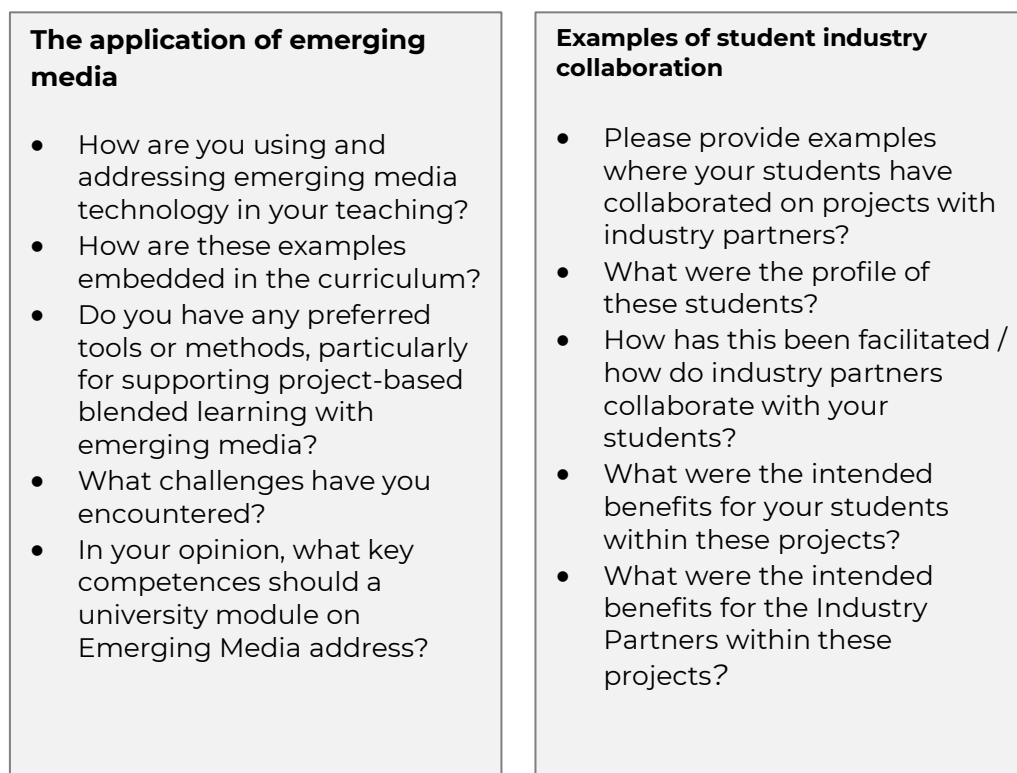 The application of emerging
media
• How are you using and
addressing emerging media
technology in your teaching?
• How are these examples
embedded in the curriculum?
• Do you have any preferred
tools or methods, particularly
for supporting project-based
blended learning with
emerging media?
• What challenges have you
encountered?
• In your opinion, what key
competences should a
university module on
Emerging Media address?
Examples of student industry
collaboration
• Please provide examples
where your students have
collaborated on projects with
industry partners?
• What were the profile of
these students?
• How has this been facilitated /
how do industry partners
collaborate with your
students?
• What were the intended
benefits for your students
within these projects?
• What were the intended
benefits for the Industry
Partners within these
projects?